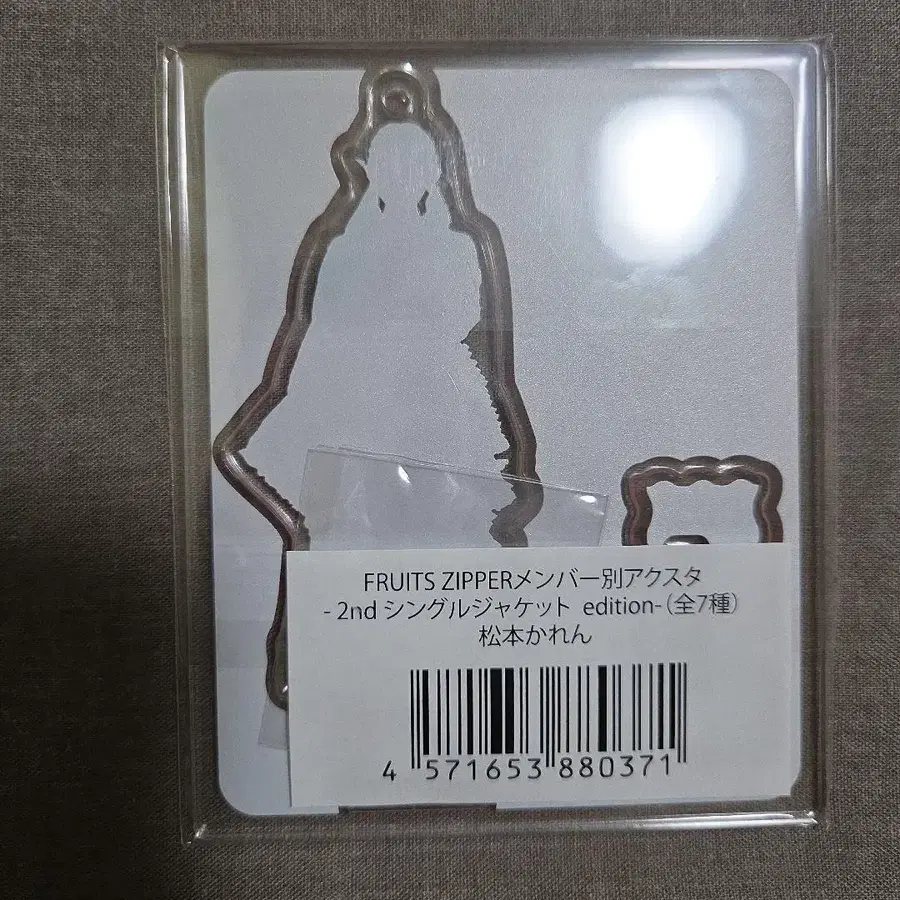 FRUITS ZIPPERメンバー別アクスタ
- 2nd シングルジャケット edition-（全7種）
松本かれん
4 571653 880371